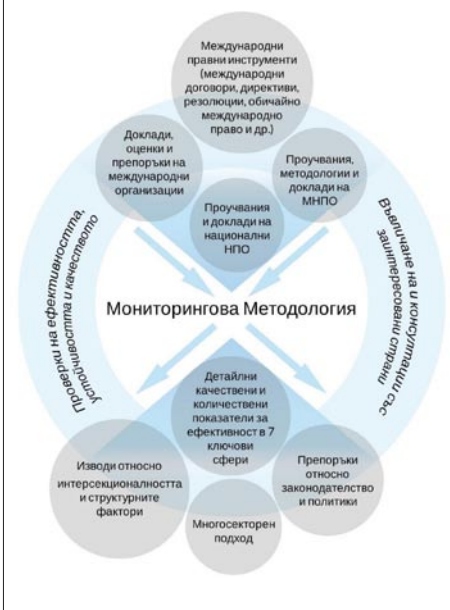 Международни
правни инструменти
(международни
договори, директиви,
резолюции, обичайно
международно
право и др.)
Доклади,
оценки и
препоръки на
международни
организации
Проучвания,
методологии и
доклади на
МНПО
Проучвания
и доклади на
национални
НПО
Проверки на ефективността,
устойчивостта и качеството
Въвличане на и консултации със
заинтересовани страни
Мониторингова Методология
Детайлни
качествени и
количествени
показатели за
ефективност в 7
ключови
сфери
Изводи относно
интерсекционалността
и структурните
фактори
Препоръки
относно
законодателство
и политики
Многосекторен
подход